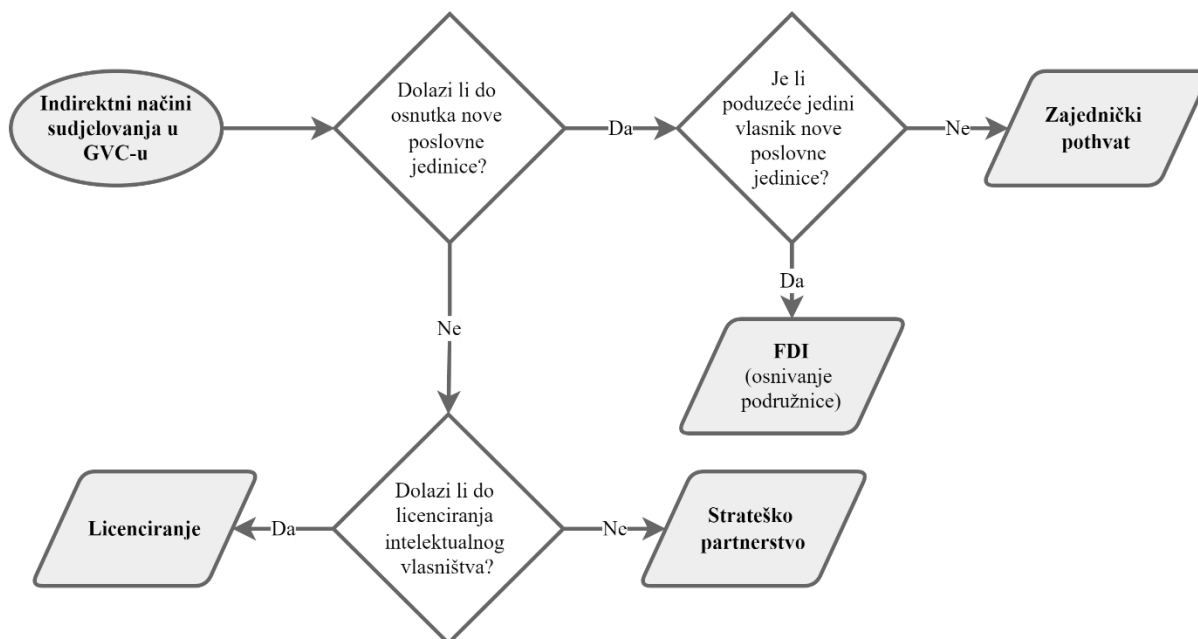 Indirektni načini
sudjelovanja u
GVC-u
Dolazi li do
osnutka nove
poslovne
jedinice?
Da
Je li
poduzeće jedini
vlasnik nove
poslovne
jedinice?
Ne
Zajednički
pothvat
Da
FDI
(osnivanje
podružnice)
Ne
Dolazi li do
licenciranja
intelektualnog
vlasništva?
Da
Licenciranje
Ne
Strateško
partnerstvo